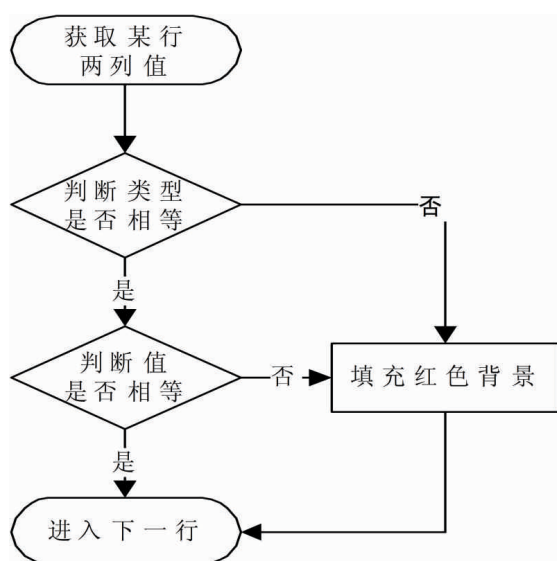 获取某行
两列值
判断类型
是否相等
否
是
判断值
是否相等
否
填充红色背景
是
进入下一行